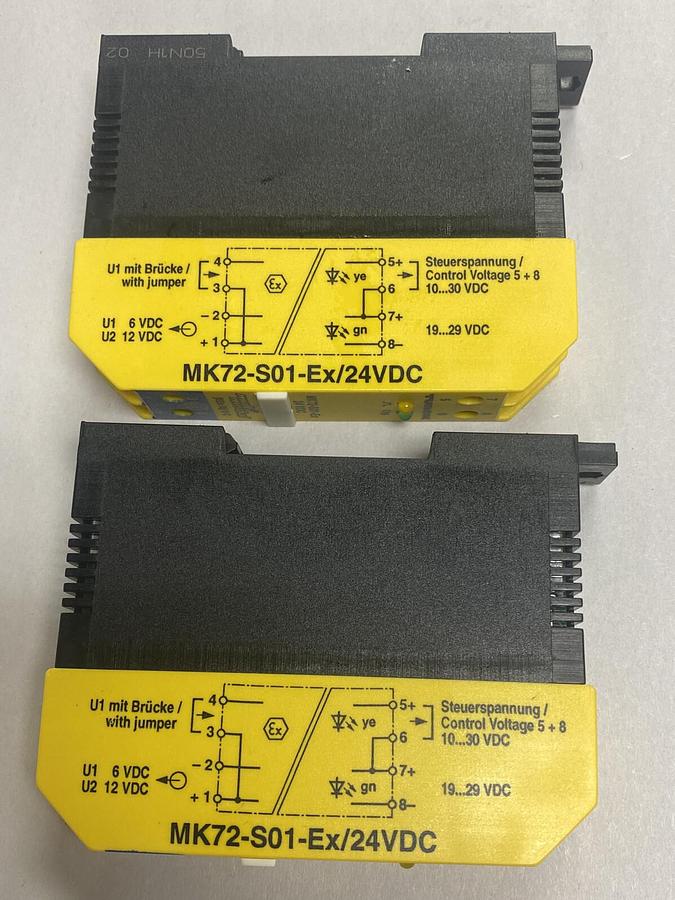 50N1H 02
U1 mit Brücke /
with jumper
4
3
U1 6 VDC
U2 12 VDC
– 2
+ 1
Ex
ye
gn
5+
6
7+
8–
Steuerspannung /
Control Voltage 5 + 8
10...30 VDC
19...29 VDC
MK72-S01-Ex/24VDC
U1 mit Brücke /
with jumper
4
3
U1 6 VDC
U2 12 VDC
– 2
+ 1
Ex
ye
gn
5+
6
7+
8–
Steuerspannung /
Control Voltage 5 + 8
10...30 VDC
19...29 VDC
MK72-S01-Ex/24VDC